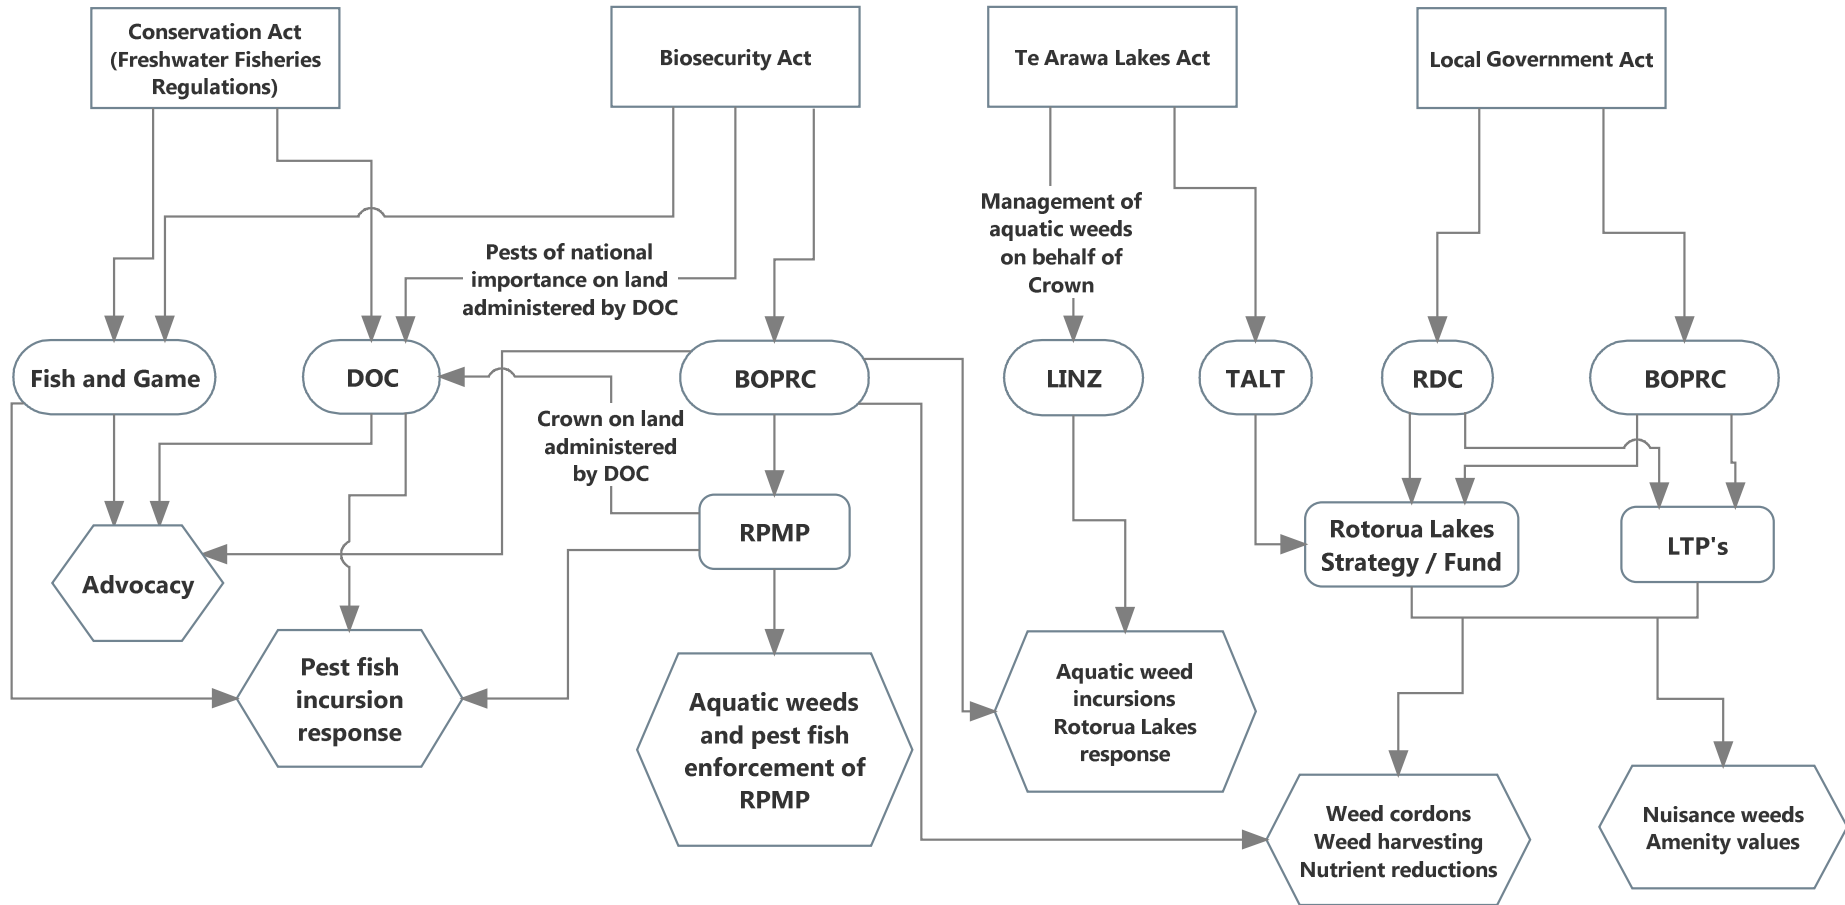 Conservation Act
(Freshwater Fisheries
Regulations)
Biosecurity Act
Te Arawa Lakes Act
Local Government Act
Management of
aquatic weeds
on behalf of
Crown
Pests of national
importance on land
administered by DOC
Fish and Game
DOC
BOPRC
LINZ
TALT
RDC
BOPRC
Crown on land
administered
by DOC
RPMP
Rotorua Lakes
Strategy / Fund
LTP's
Advocacy
Pest fish
incursion
response
Aquatic weeds
and pest fish
enforcement of
RPMP
Aquatic weed
incursions
Rotorua Lakes
response
Weed cordons
Weed harvesting
Nutrient reductions
Nuisance weeds
Amenity values